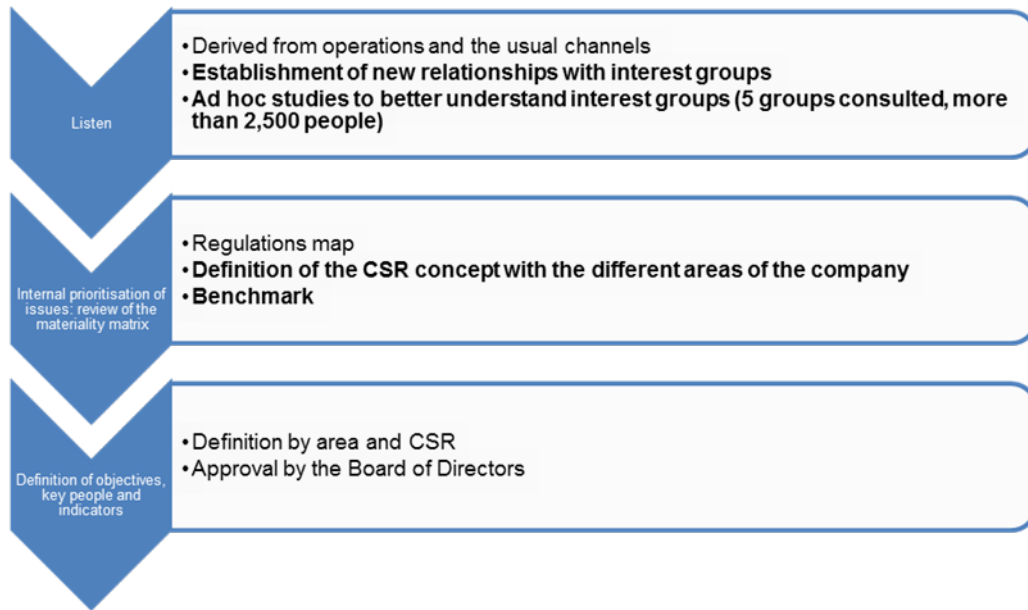 Listen
•Derived from operations and the usual channels
•Establishment of new relationships with interest groups
•Ad hoc studies to better understand interest groups (5 groups consulted, more
than 2,500 people)
Internal prioritisation of
issues: review of the
materiality matrix
•Regulations map
•Definition of the CSR concept with the different areas of the company
•Benchmark
Definition of objectives,
key people and
indicators
•Definition by area and CSR
•Approval by the Board of Directors